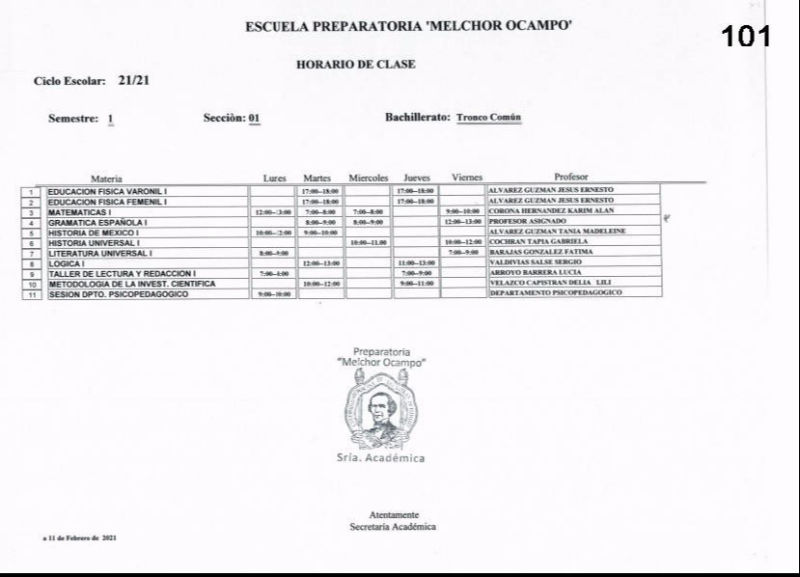 ESCUELA PREPARATORIA 'MELCHOR OCAMPO'
101
HORARIO DE CLASE
Ciclo Escolar: 21/21
Semestre: 1 Secciòn: 01 Bachillerato: Tronco Común
Materia Lures Martes Miercoles Jueves Viernes Profesor
1 EDUCACION FISICA VARONIL I 17:00--18:00 17:00--18:00 ALVAREZ GUZMAN JESUS ERNESTO
2 EDUCACION FISICA FEMENIL I 17:00--18:00 17:00--18:00 ALVAREZ GUZMAN JESUS ERNESTO
3 MATEMATICAS I 12:00--13:00 7:00--8:00 7:00--8:00 9:00--10:00 CORONA HERNANDEZ KARIM ALAN
4 GRAMATICA ESPAÑOLA I 8:00--9:00 8:00--9:00 12:00--13:00 PROFESOR ASIGNADO
5 HISTORIA DE MEXICO I 10:00--12:00 9:00--10:00 ALVAREZ GUZMAN TANIA MADELEINE
6 HISTORIA UNIVERSAL I 10:00--11.00 10:00--12:00 COCHRAN TAPIA GABRIELA
7 LITERATURA UNIVERSAL I 8:00--9:00 7:00--9:00 BARAJAS GONZALEZ FATIMA
8 LOGICA I 12:00--13:00 11:00--13:00 VALDIVIAS SALSE SERGIO
9 TALLER DE LECTURA Y REDACCION I 7:00--9:00 ARROYO BARRERA LUCIA
10 METODOLOGIA DE LA INVEST. CIENTIFICA 10:00--12:00 9:00--11:00 VELAZCO CAPISTRAN DELIA LILI
11 SESION DPTO. PSICOPEDAGOGICO 9:00--10:00 DEPARTAMENTO PSICOPEDAGOGICO
Preparatoria
"Melchor Ocampo"
Sría. Académica
Atentamente
Secretaría Académica
a 11 de Febrero de 2021